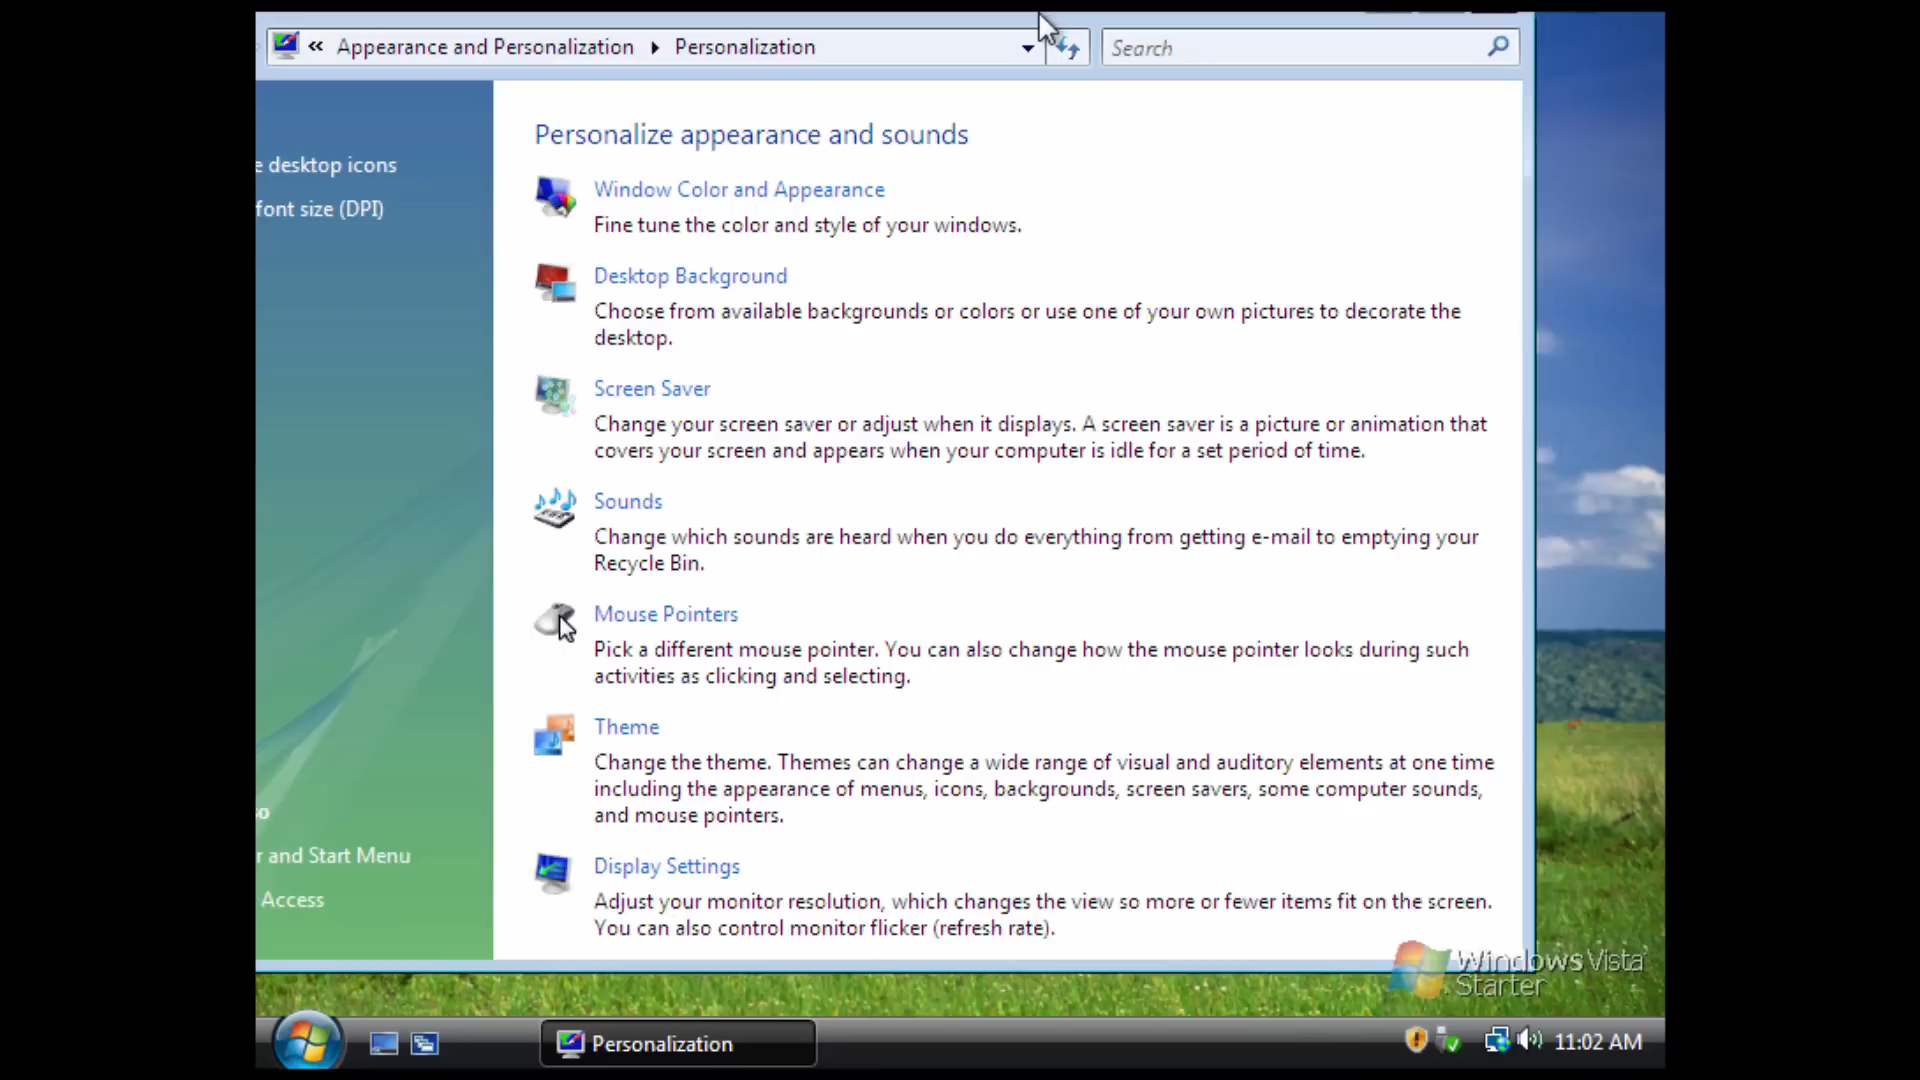 « Appearance and Personalization Personalization
Search
e desktop icons
font size (DPI)
Personalize appearance and sounds
Window Color and Appearance
Fine tune the color and style of your windows.
Desktop Background
Choose from available backgrounds or colors or use one of your own pictures to decorate the
desktop.
Screen Saver
Change your screen saver or adjust when it displays. A screen saver is a picture or animation that
covers your screen and appears when your computer is idle for a set period of time.
Sounds
Change which sounds are heard when you do everything from getting e-mail to emptying your
Recycle Bin.
Mouse Pointers
Pick a different mouse pointer. You can also change how the mouse pointer looks during such
activities as clicking and selecting.
Theme
Change the theme. Themes can change a wide range of visual and auditory elements at one time
including the appearance of menus, icons, backgrounds, screen savers, some computer sounds,
and mouse pointers.
Display Settings
Adjust your monitor resolution, which changes the view so more or fewer items fit on the screen.
You can also control monitor flicker (refresh rate).
so
r and Start Menu
Access
Windows Vista
Starter
Personalization
11:02 AM